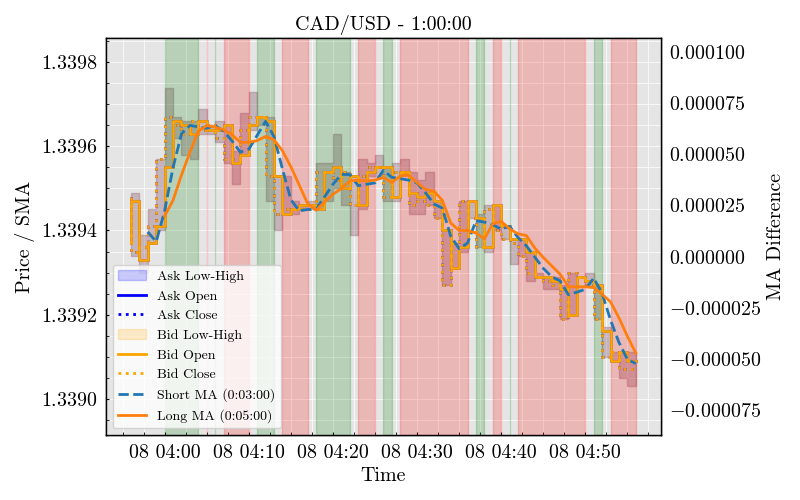 CAD/USD - 1:00:00
1.3398
1.3396
1.3394
1.3392
1.3390
Price / SMA
0.000100
0.000075
0.000050
0.000025
0.000000
−0.000025
−0.000050
−0.000075
MA Difference
Ask Low-High
Ask Open
Ask Close
Bid Low-High
Bid Open
Bid Close
Short MA (0:03:00)
Long MA (0:05:00)
08 04:00 08 04:10 08 04:20 08 04:30 08 04:40 08 04:50
Time